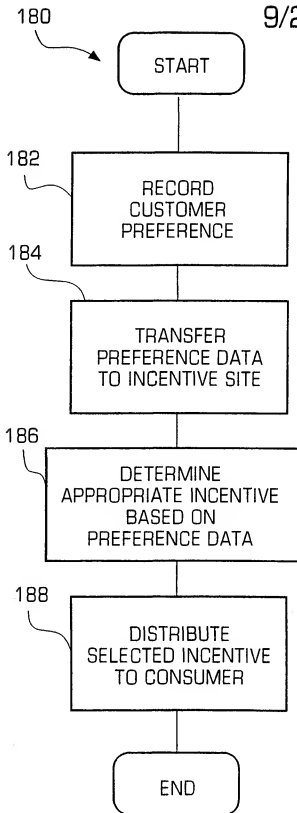 180
9/2
START
182
RECORD
CUSTOMER
PREFERENCE
184
TRANSFER
PREFERENCE DATA
TO INCENTIVE SITE
186
DETERMINE
APPROPRIATE INCENTIVE
BASED ON
PREFERENCE DATA
188
DISTRIBUTE
SELECTED INCENTIVE
TO CONSUMER
END